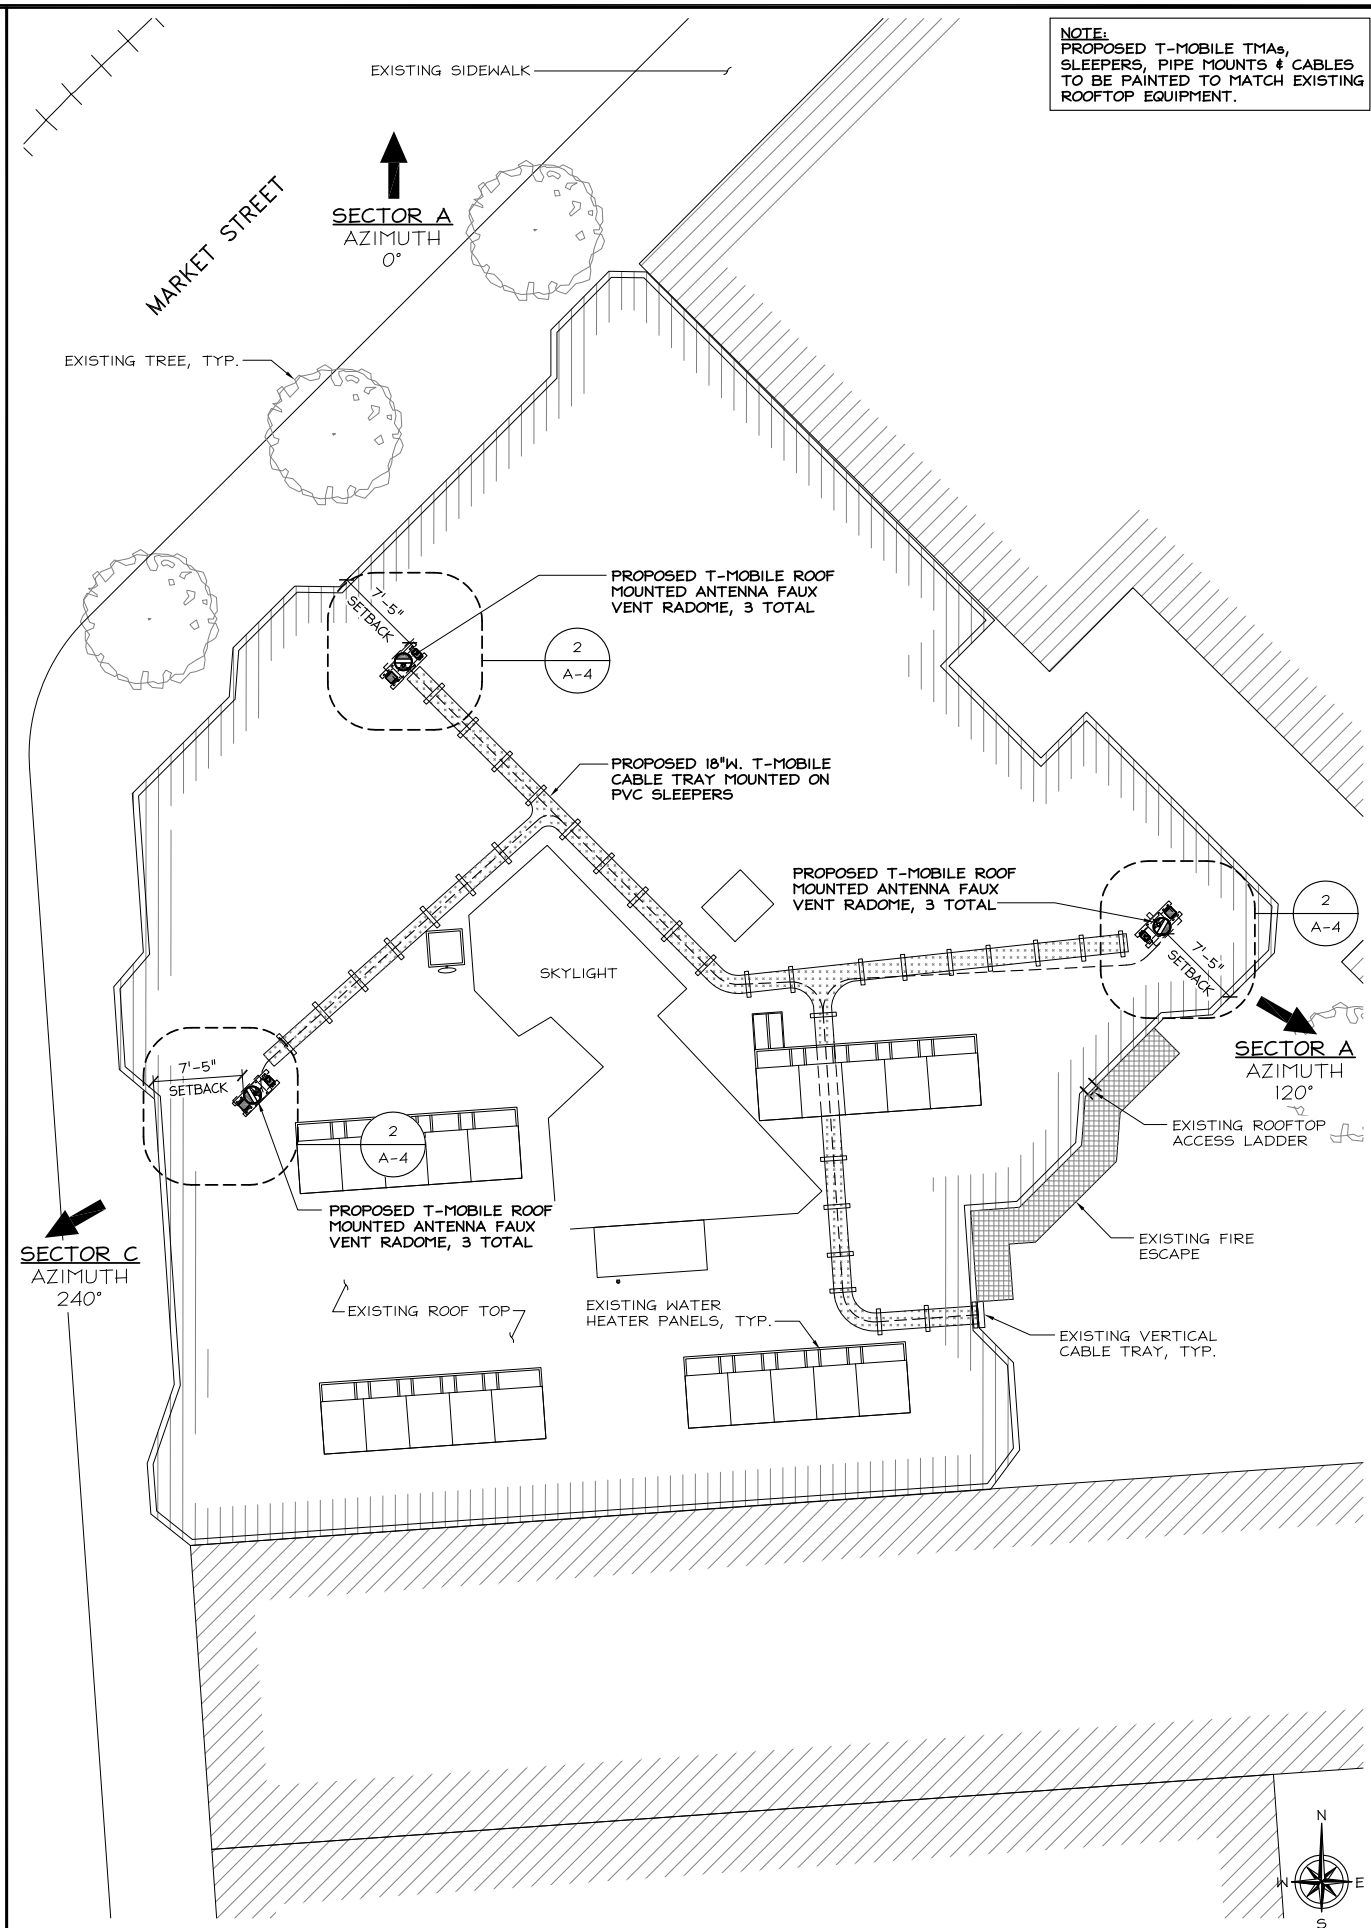 NOTE:
PROPOSED T-MOBILE TMAs,
SLEEPERS, PIPE MOUNTS & CABLES
TO BE PAINTED TO MATCH EXISTING
ROOFTOP EQUIPMENT.
EXISTING SIDEWALK
SECTOR A
AZIMUTH
0°
MARKET STREET
EXISTING TREE, TYP.
7'-5"
SETBACK
PROPOSED T-MOBILE ROOF
MOUNTED ANTENNA FAUX
VENT RADOME, 3 TOTAL
2
A-4
PROPOSED 18"W. T-MOBILE
CABLE TRAY MOUNTED ON
PVC SLEEPERS
PROPOSED T-MOBILE ROOF
MOUNTED ANTENNA FAUX
VENT RADOME, 3 TOTAL
2
A-4
7'-5"
SETBACK
SKYLIGHT
SECTOR A
AZIMUTH
120°
7'-5"
SETBACK
2
A-4
EXISTING ROOFTOP
ACCESS LADDER
PROPOSED T-MOBILE ROOF
MOUNTED ANTENNA FAUX
VENT RADOME, 3 TOTAL
SECTOR C
AZIMUTH
240°
EXISTING FIRE
ESCAPE
EXISTING ROOF TOP
EXISTING WATER
HEATER PANELS, TYP.
EXISTING VERTICAL
CABLE TRAY, TYP.
N
W
E
S